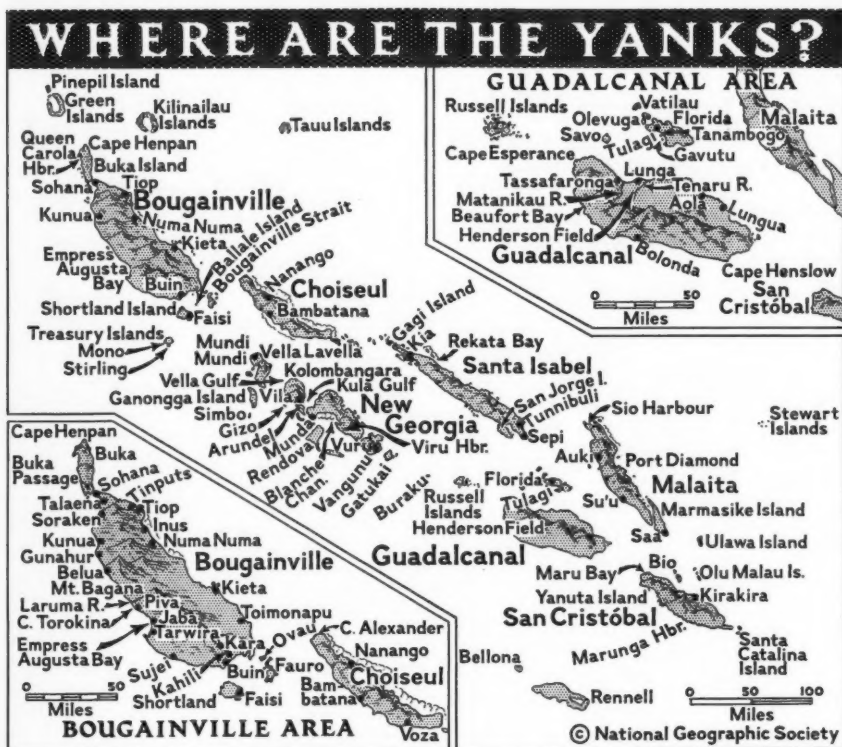 WHERE ARE THE YANKS?
Pinepil Island
Green
Islands
Kilinailau
Islands
Tauu Islands
Queen
Carola
Hbr.
Cape Henpan
Buka Island
Sohana
Tiop
Bougainville
Kunua
Numa Numa
Kieta
Ballale Island
Bougainville Strait
Empress
Augusta
Bay
Buin
Shortland Island
Faisi
Treasury Islands
Mono
Stirling
Nanango
Choiseul
Bambatana
Mundi
Mundi
Vella Lavella
Vella Gulf
Kolombangara
Ganongga Island
Vila
Kula Gulf
Simbo
Gizo
Arundel
Munda
Rendova
Blanche
Chan.
New
Georgia
Viru Hbr.
Vuru
Vangunu
Gatukai
Buraku
Gagi Island
Kia
Rekata Bay
Santa Isabel
San Jorge I.
Tunnibuli
Sepi
Russell
Islands
Florida
Tulagi
Henderson Field
Guadalcanal
Sio Harbour
Stewart
Islands
Auki
Port Diamond
Malaita
Su'u
Marmasike Island
Saa
Ulawa Island
Maru Bay
Bio
Olu Malau Is.
Yanuta Island
Kirakira
San Cristóbal
Marunga Hbr.
Santa
Catalina
Island
Bellona
Rennell
0 50 100
Miles
© National Geographic Society
GUADALCANAL AREA
Russell Islands
Vatilau
Olevuga
Florida
Malaita
Savo
Tulagi
Tanambogo
Cape Esperance
Gavutu
Tassafaronga
Lunga
Tenaru R.
Matanikau R.
Aol
Lungua
Beaufort Bay
Henderson Field
Guadalcanal
Bolonda
Cape Henslow
San
Cristóbal
0 50
Miles
Cape Henpan
Buka
Buka
Passage
Sohana
Tinputs
Talaena
Tiop
Soraken
Inus
Kunua
Numa Numa
Gunahur
Bougainville
Belua
Kieta
Mt. Bagana
Laruma R.
Piva
C. Torokina
Jaba
Toimonapu
Tarwira
Empress
Augusta Bay
Kara
Ovau
C. Alexander
Sujei
Kahili
Buin
Fauro
Nanango
Shortland
Faisi
Choiseul
Bam-
batana
Voza
0 50
Miles
BOUGAINVILLE AREA